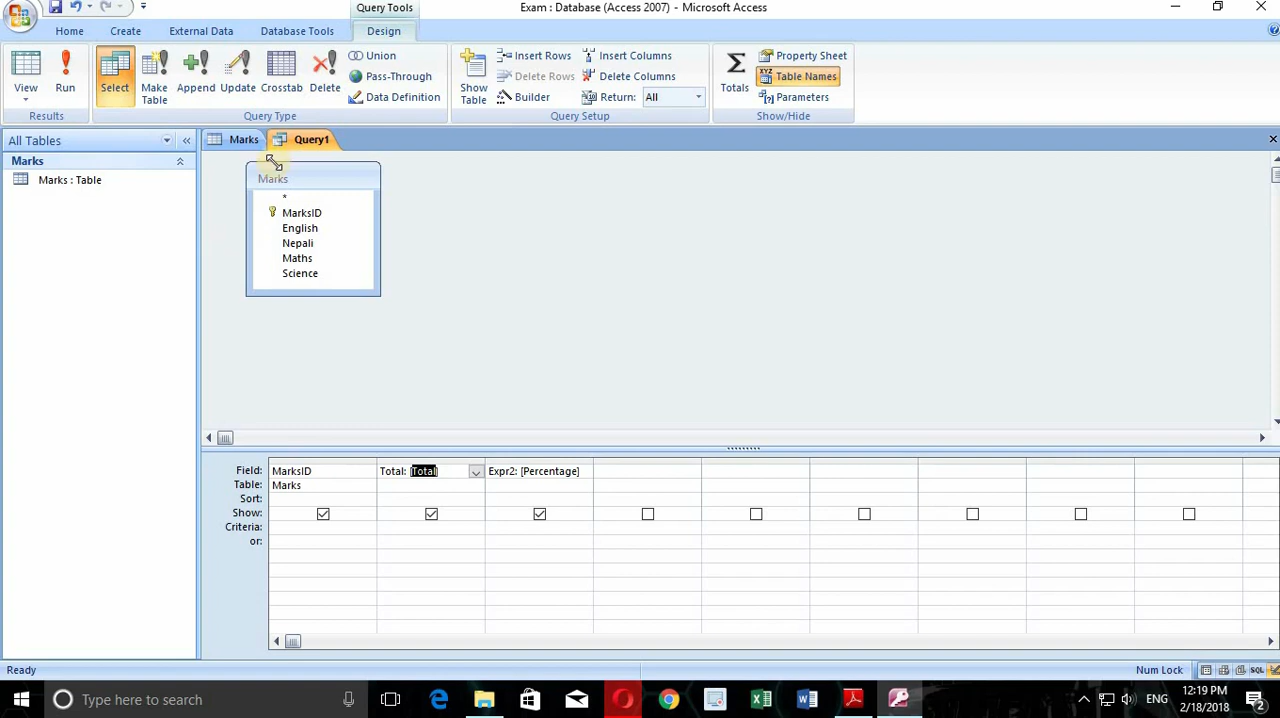 Query Tools
Exam : Database (Access 2007) - Microsoft Access
Home Create External Data Database Tools Design
View Run
Results
Select Make Table Append Update Crosstab Delete
Union
Pass-Through
Data Definition
Query Type
Show Table
Insert Rows
Delete Rows
Builder
Insert Columns
Delete Columns
Return: All
Query Setup
Totals
Property Sheet
Table Names
Parameters
Show/Hide
All Tables
Marks
Marks : Table
Marks Query1
Marks
*
MarksID
English
Nepali
Maths
Science
Field: MarksID Total: [Total] Expr2: [Percentage]
Table: Marks
Sort:
Show:
Criteria:
or:
Ready Num Lock SQL
Type here to search ENG 12:19 PM
2/18/2018 2